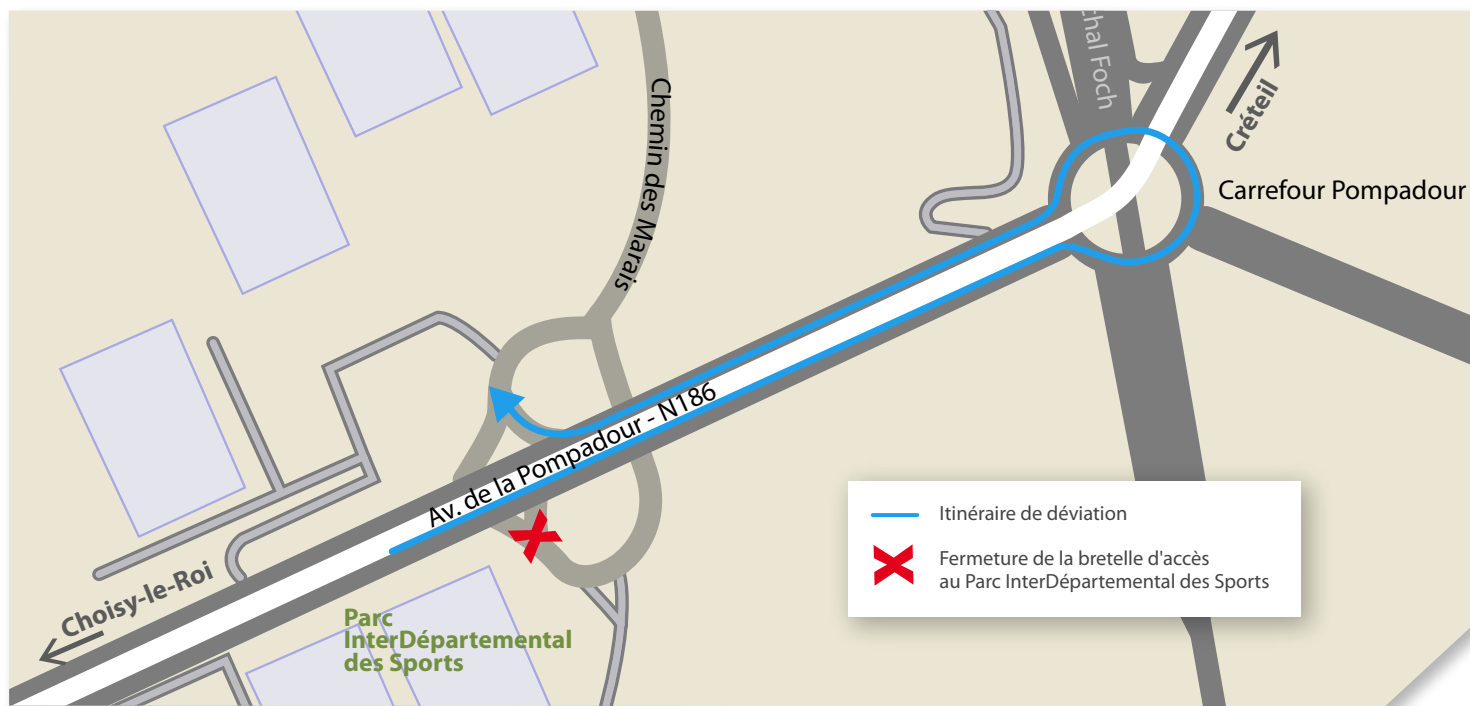 chal Foch
Créteil
Chemin des Marais
Carrefour Pompadour
Av. de la Pompadour - N186
Itinéraire de déviation
Fermeture de la bretelle d'accès
au Parc InterDépartemental des Sports
Choisy-le-Roi
Parc
InterDépartemental
des Sports